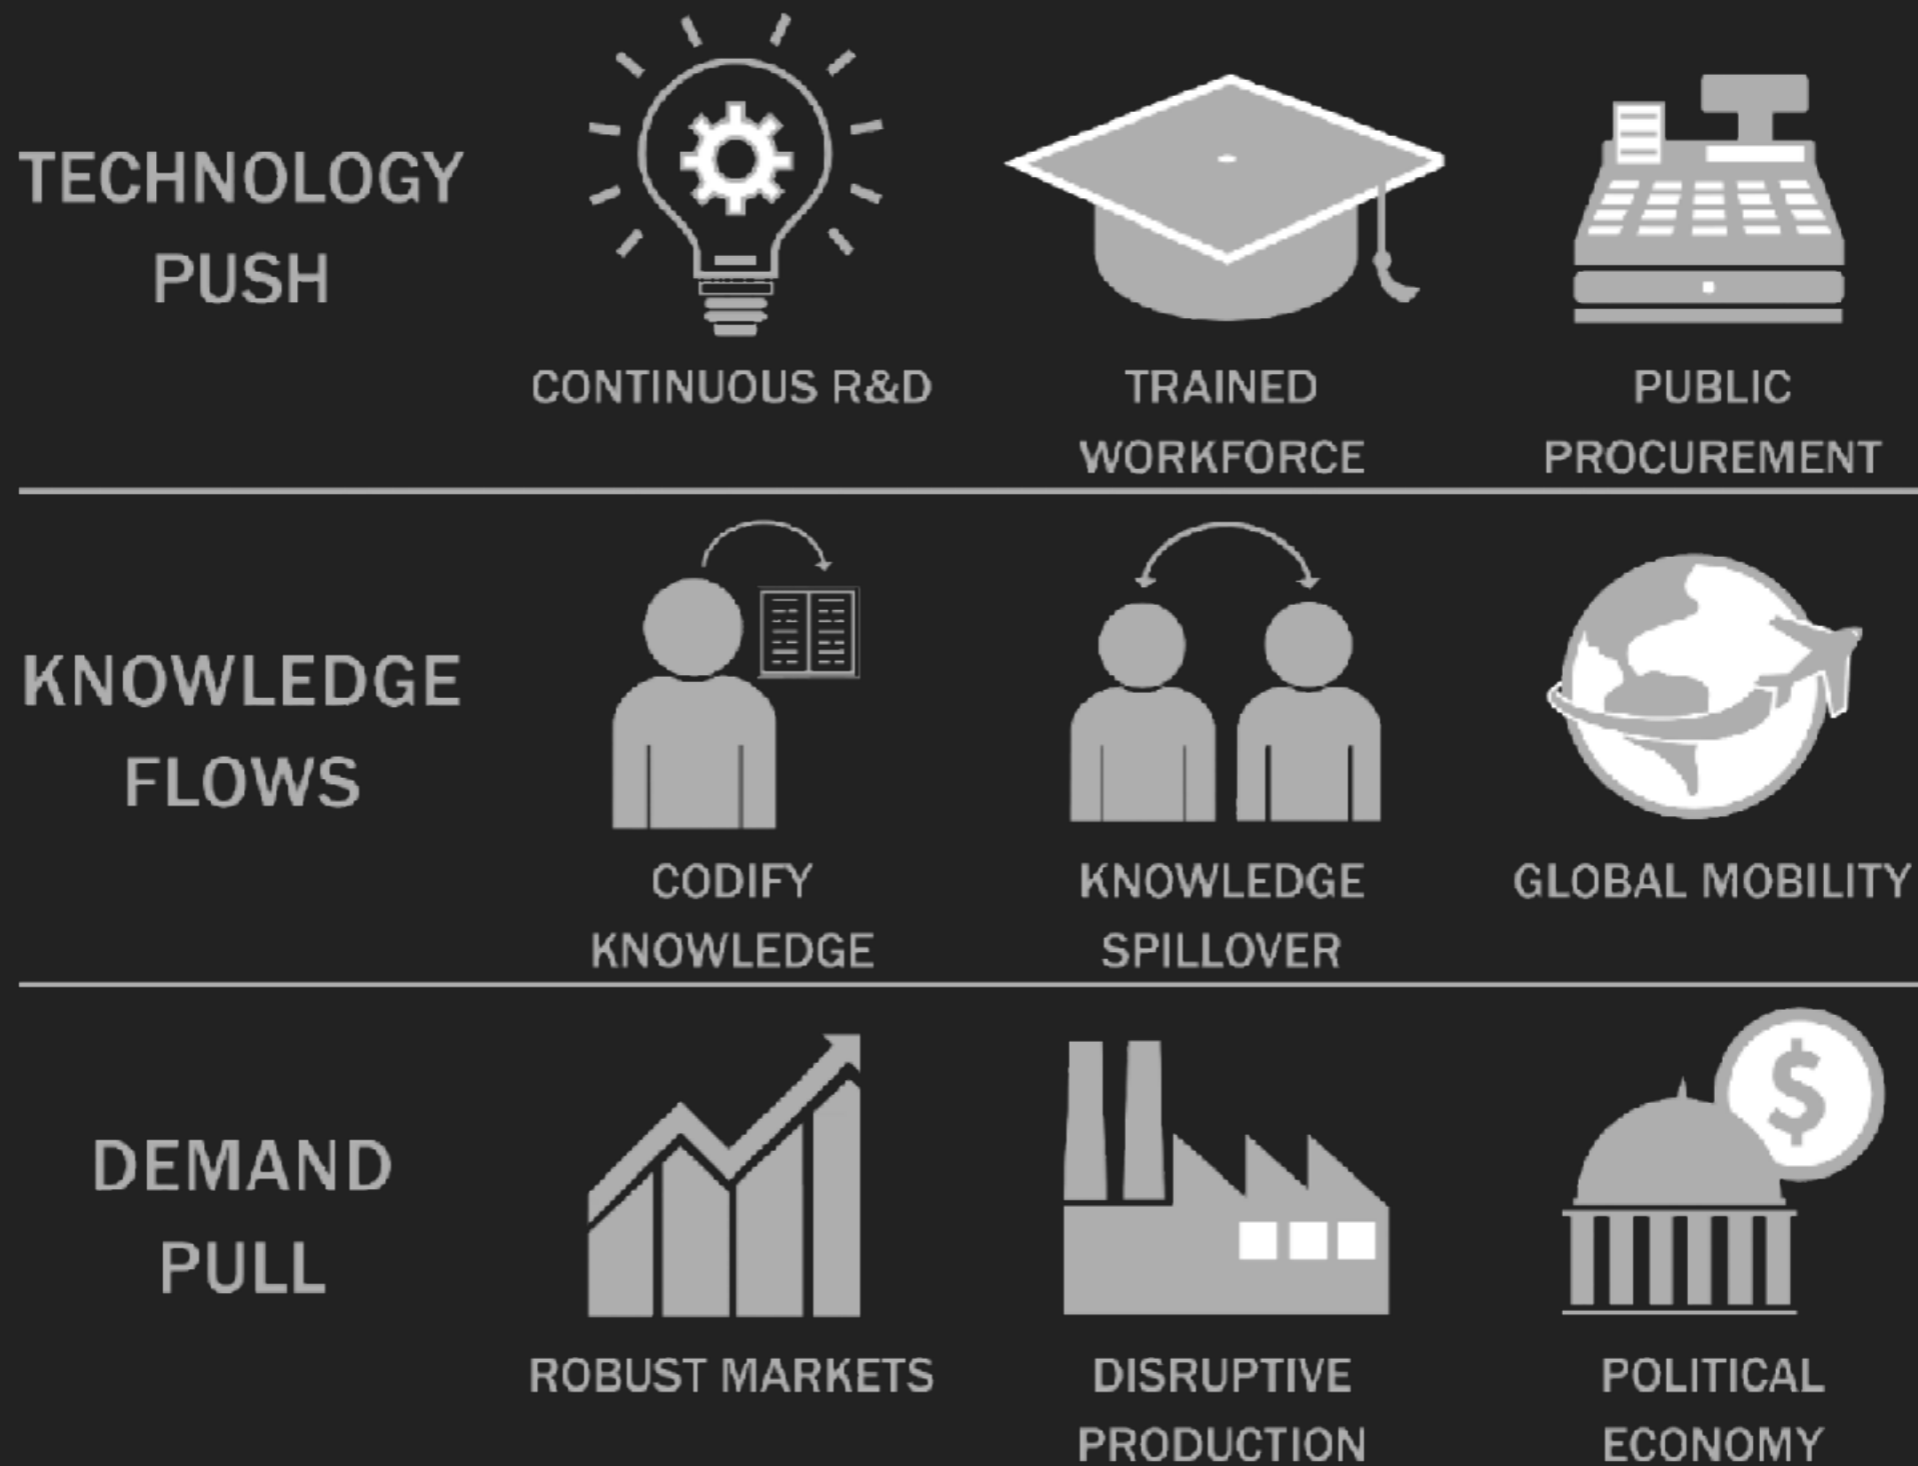 TECHNOLOGY
PUSH
CONTINUOUS R&D
TRAINED
WORKFORCE
PUBLIC
PROCUREMENT
KNOWLEDGE
FLOWS
CODIFY
KNOWLEDGE
KNOWLEDGE
SPILLOVER
GLOBAL MOBILITY
DEMAND
PULL
$
ROBUST MARKETS
DISRUPTIVE
PRODUCTION
POLITICAL
ECONOMY